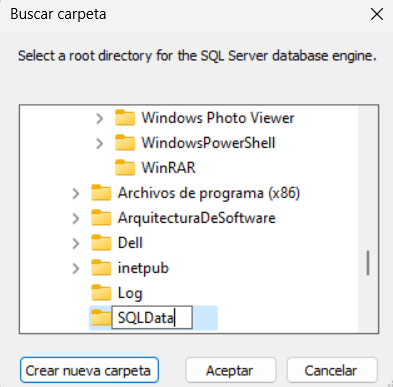 Buscar carpeta
Select a root directory for the SQL Server database engine.
Windows Photo Viewer
WindowsPowerShell
WinRAR
Archivos de programa (x86)
ArquitecturaDeSoftware
Dell
inetpub
Log
SQLData
Crear nueva carpeta
Aceptar
Cancelar